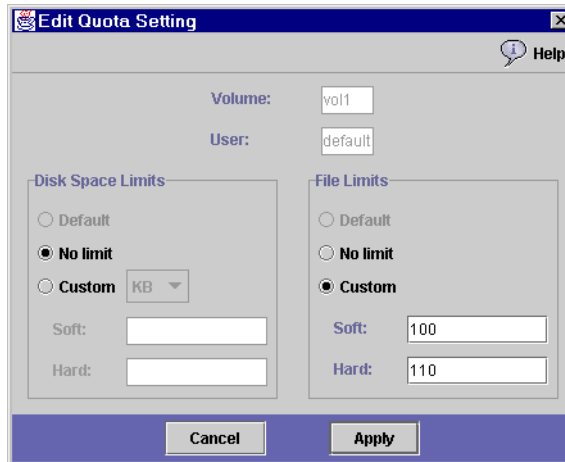 Edit Quota Setting
Help
Volume: vol1
User: default
Disk Space Limits
Default
No limit
Custom KB
Soft:
Hard:
File Limits
Default
No limit
Custom
Soft: 100
Hard: 110
Cancel Apply